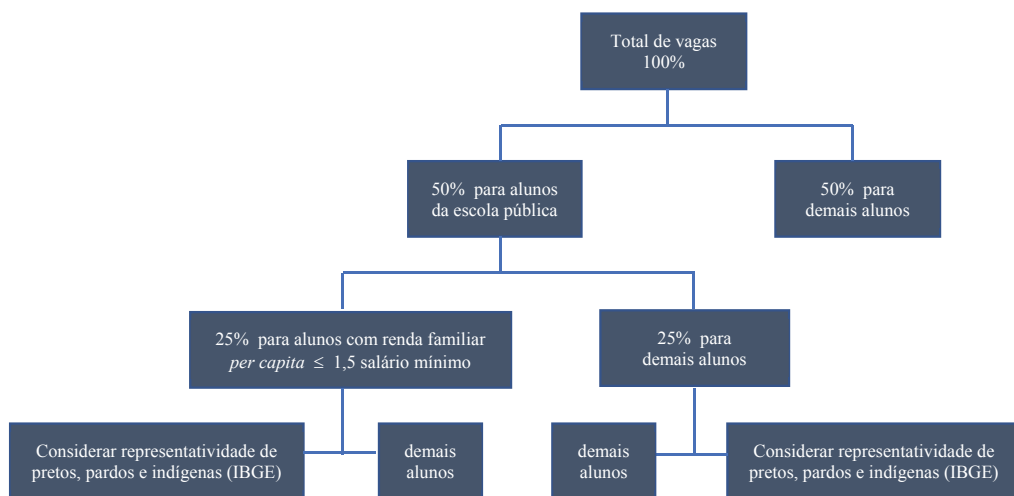 Total de vagas
100%
50% para alunos
da escola pública
50% para
demais alunos
25% para alunos com renda familiar
per capita ≤ 1,5 salário mínimo
25% para
demais alunos
Considerar representatividade de
pretos, pardos e indígenas (IBGE)
demais
alunos
demais
alunos
Considerar representatividade de
pretos, pardos e indígenas (IBGE)